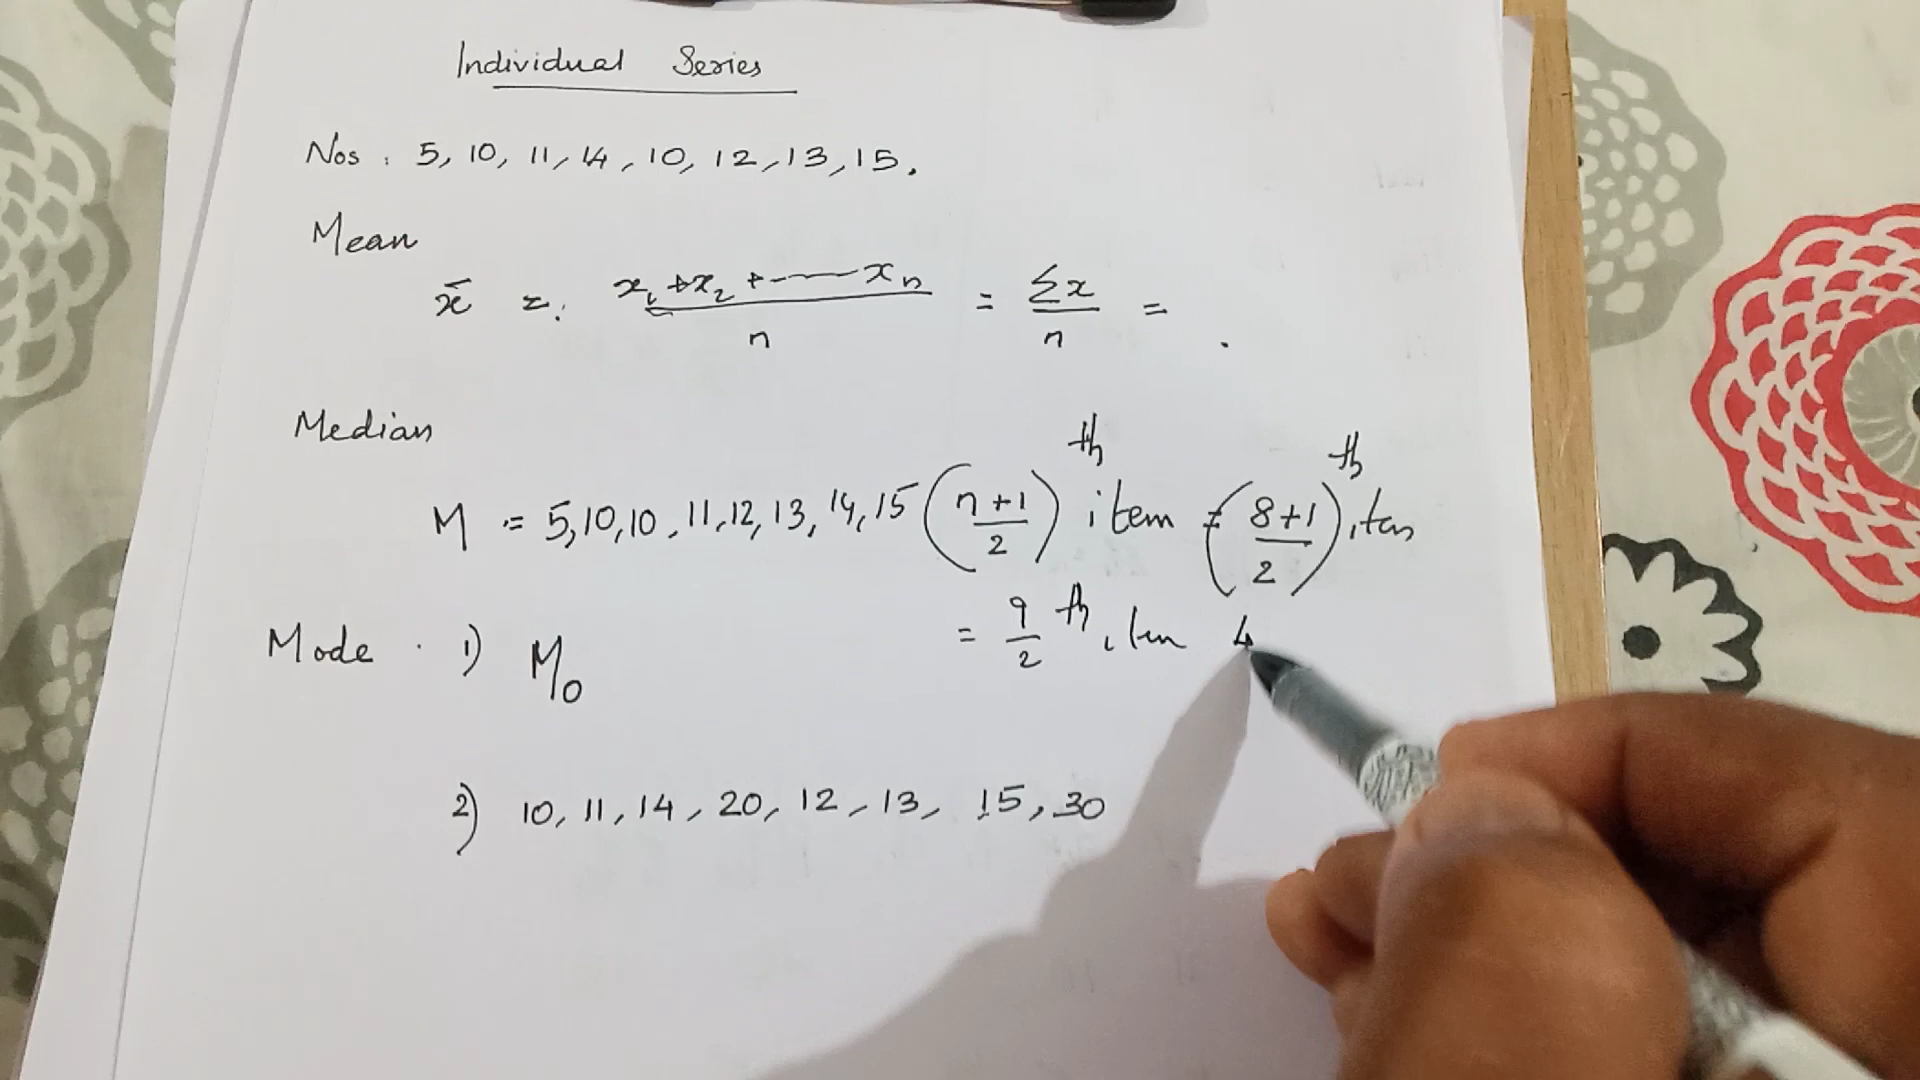 Individual Series
Nos : 5, 10, 11, 14, 10, 12, 13, 15.
Mean
x̄ = x₁+x₂+------xₙ / n = Σx / n =
Median
M = 5,10,10,11,12,13,14,15 (n+1 / 2)th item = (8+1 / 2)th
= 9/2 th 4
Mode 1) M₀
2) 10, 11, 14, 20, 12, 13, 15, 30